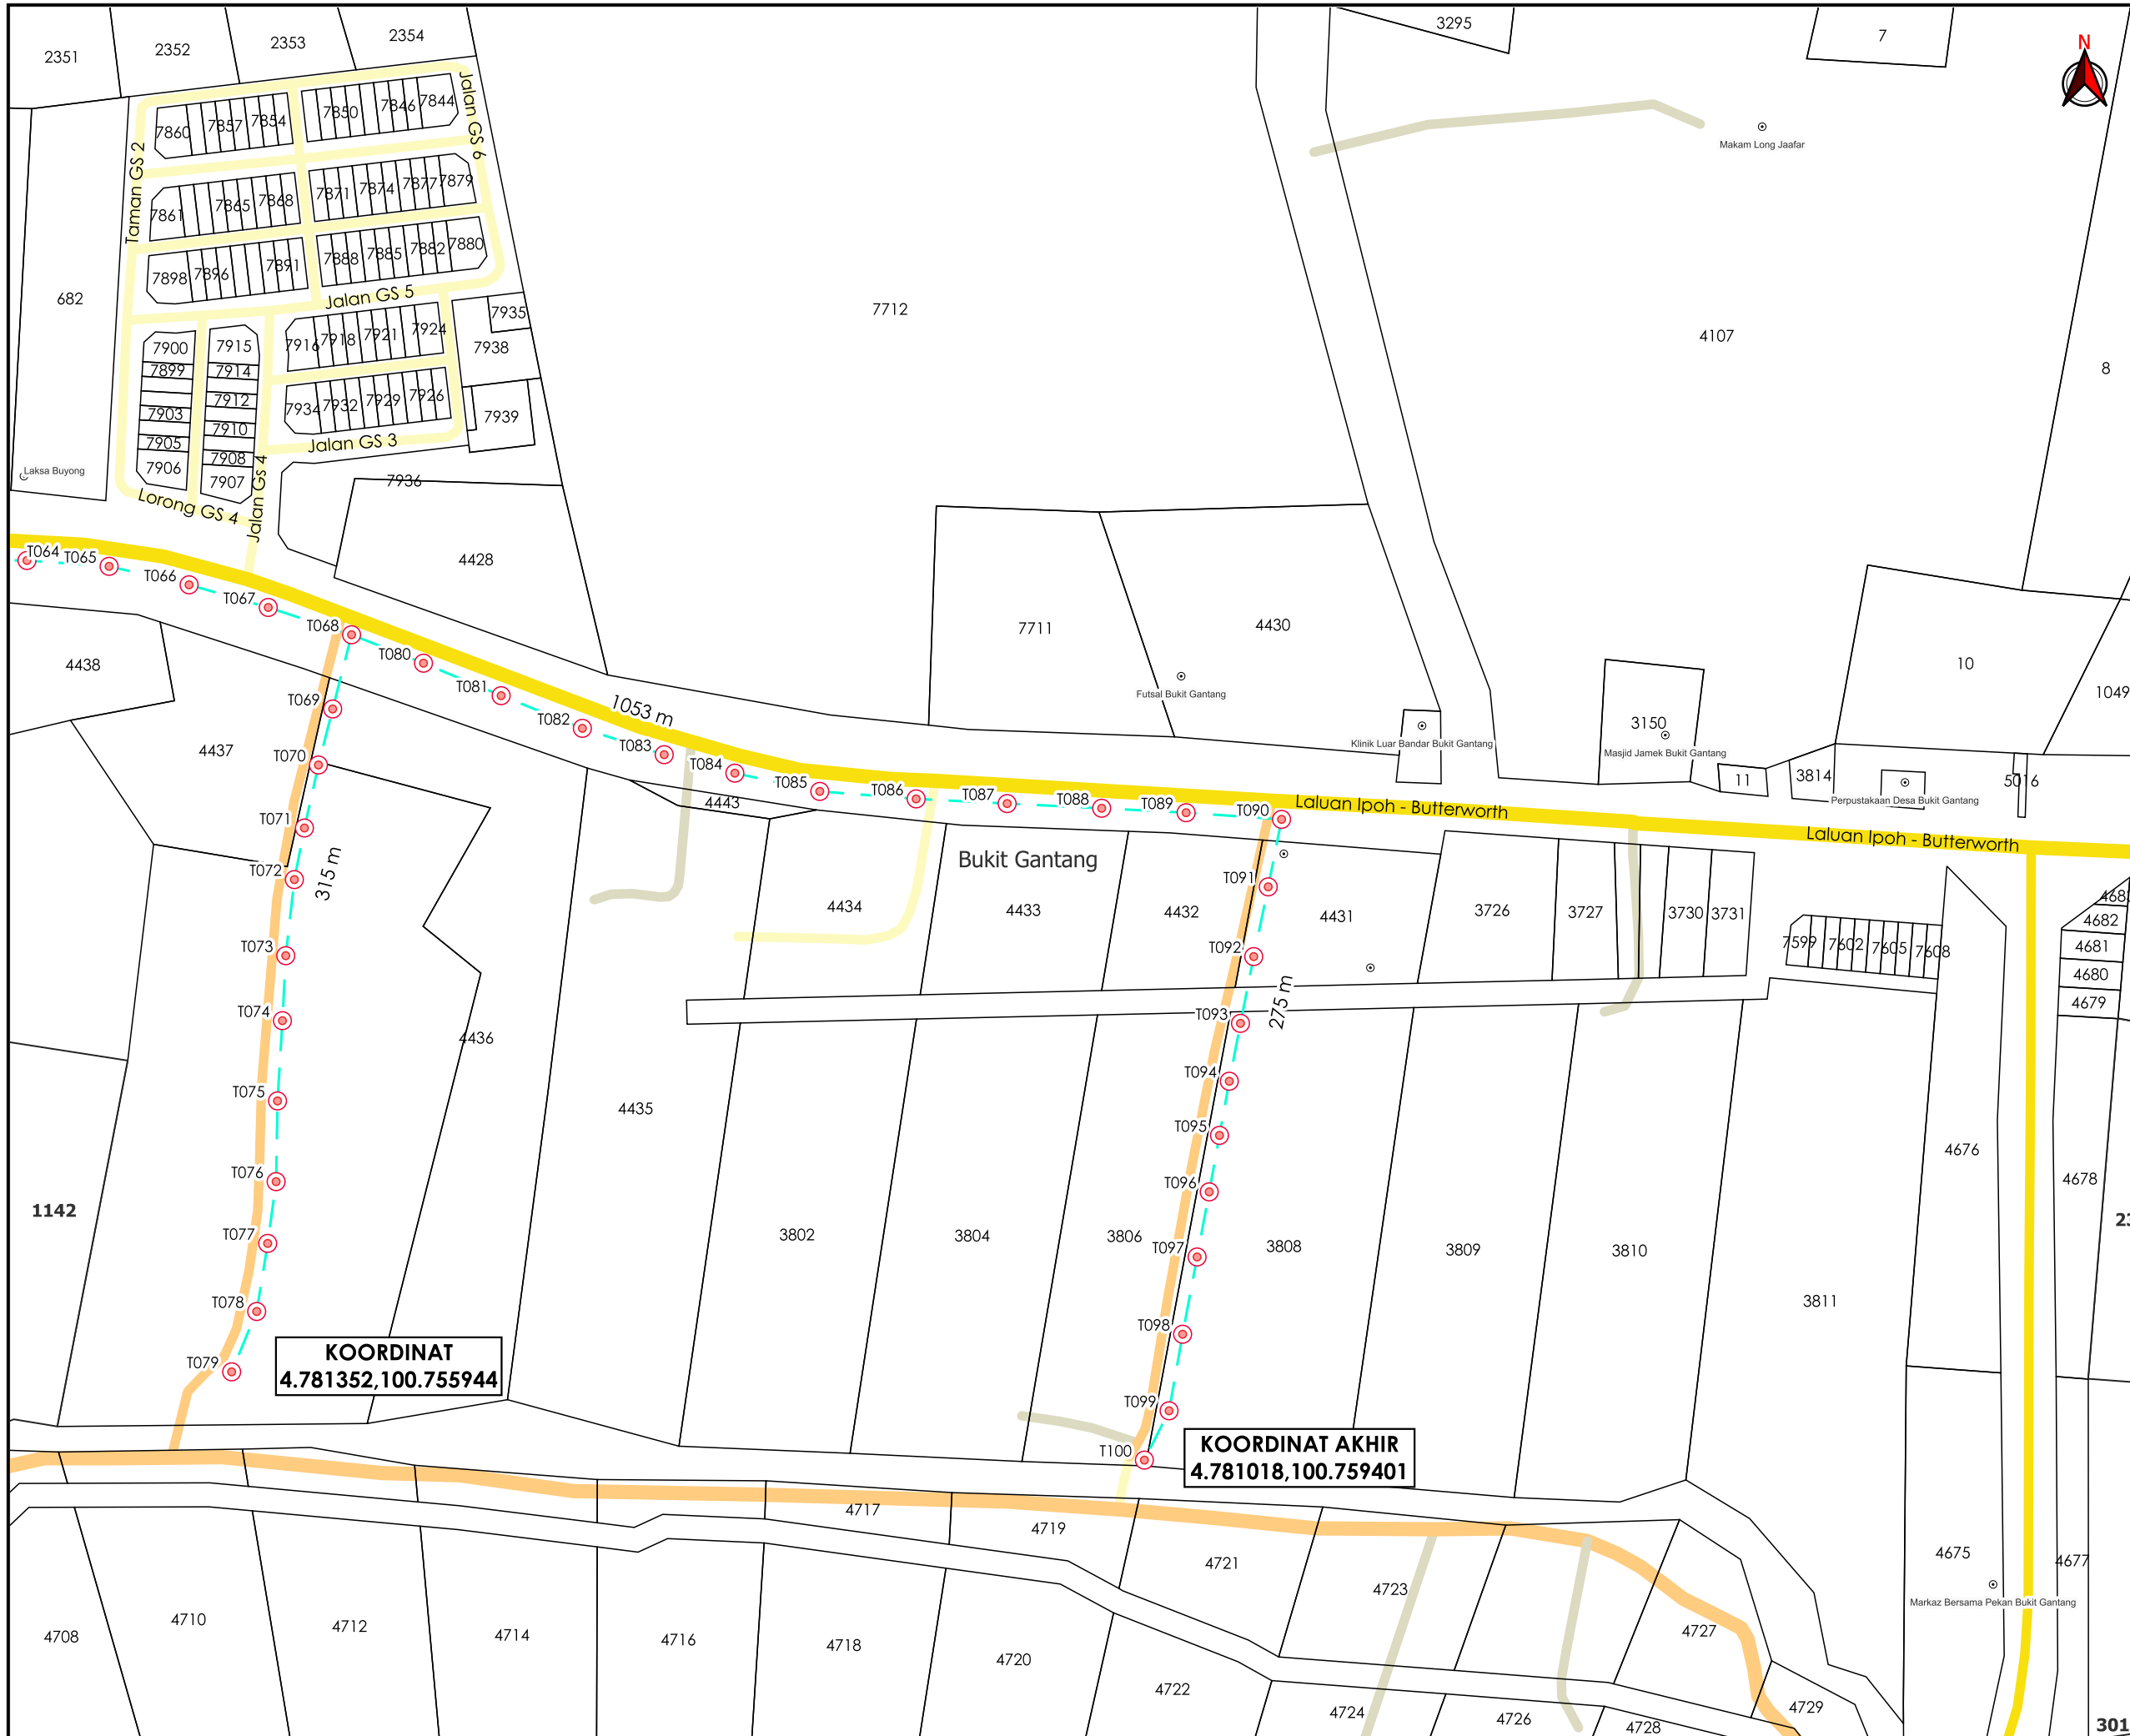 2351
2352
2353
2354
3295
7
N
Makam Long Jaafar
7860
7857
7854
7850
7846
7844
Jalan GS 6
Taman GS 2
7861
7865
7868
7871
7874
7877
7879
7898
7896
7891
7888
7885
7882
7880
Jalan GS 5
682
7712
4107
8
7900
7899
7903
7905
7906
7915
7914
7912
7910
7908
7907
7916
7918
7921
7924
7935
7938
7934
7932
7929
7926
7939
Jalan GS 3
Jalan Gs 4
Lorong GS 4
Laksa Buyong
7936
4428
T064
T065
T066
T067
T068
T080
T081
T082
T083
T084
T085
T086
T087
T088
T089
T090
1053 m
7711
4430
Futsal Bukit Gantang
Klinik Luar Bandar Bukit Gantang
3150
Masjid Jamek Bukit Gantang
11
3814
10
1049
5016
Perpustakaan Desa Bukit Gantang
Laluan Ipoh - Butterworth
Laluan Ipoh - Butterworth
4438
4437
T069
T070
T071
T072
315 m
T073
T074
T075
T076
T077
T078
T079
4443
4434
Bukit Gantang
4433
4432
4431
3726
3727
3730
3731
7599
7602
7605
7608
4682
4681
4680
4679
T091
T092
T093
275 m
T094
T095
T096
T097
T098
T099
T100
4436
4435
1142
3802
3804
3806
3808
3809
3810
3811
4676
4678
KOORDINAT
4.781352,100.755944
KOORDINAT AKHIR
4.781018,100.759401
4717
4719
4721
4723
4675
4677
Markaz Bersama Pekan Bukit Gantang
4708
4710
4712
4714
4716
4718
4720
4722
4724
4726
4727
4728
4729
301